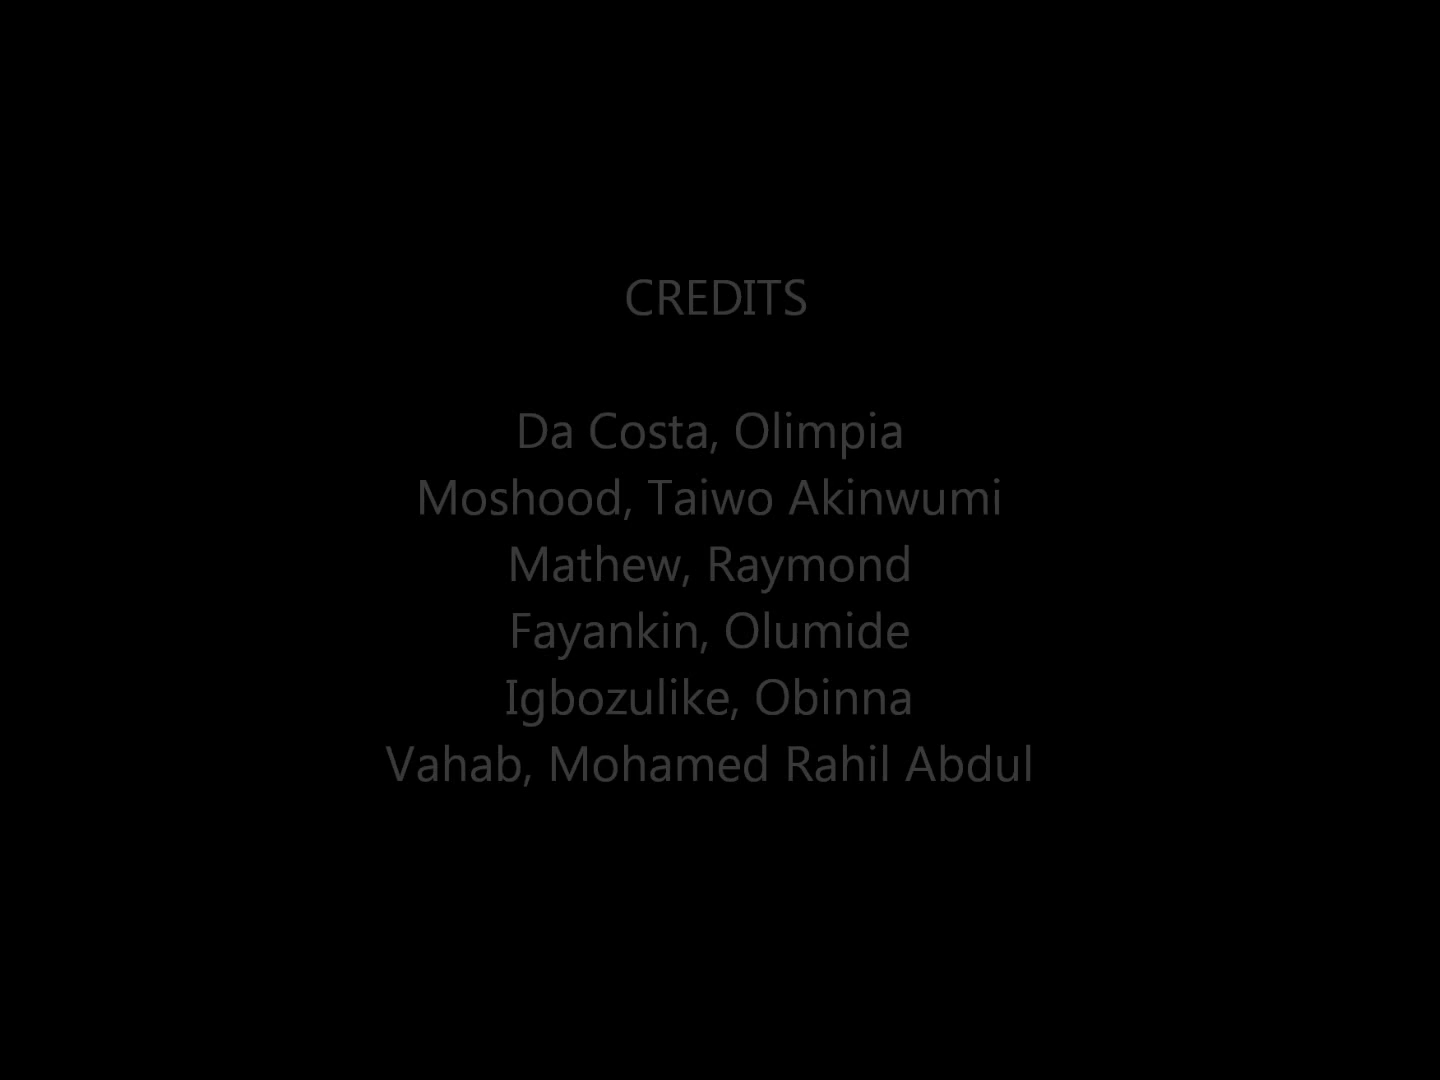 CREDITS
Da Costa, Olimpia
Moshood, Taiwo Akinwumi
Mathew, Raymond
Fayankin, Olumide
Igbozulike, Obinna
Vahab, Mohamed Rahil Abdul